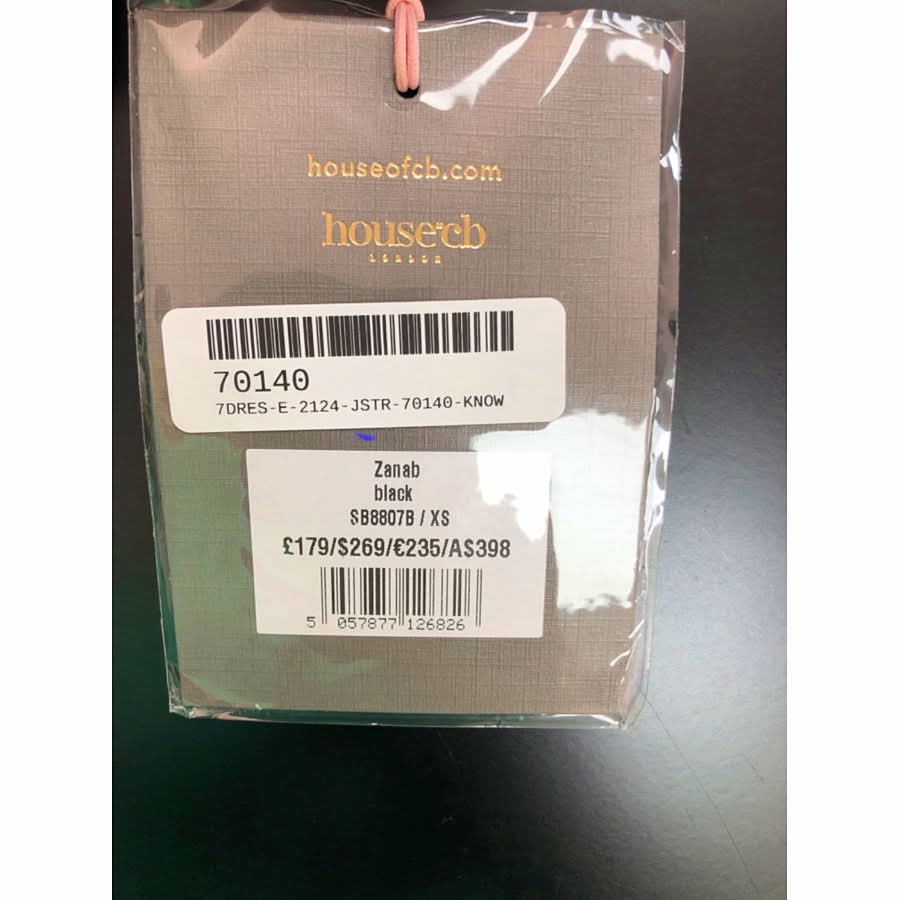 houseofcb.com
house of cb
london
70140
7DRES-E-2124-JSTR-70140-KNOW
Zanab
black
SB8807B / XS
£179/$269/€235/A$398
5 057877 126826